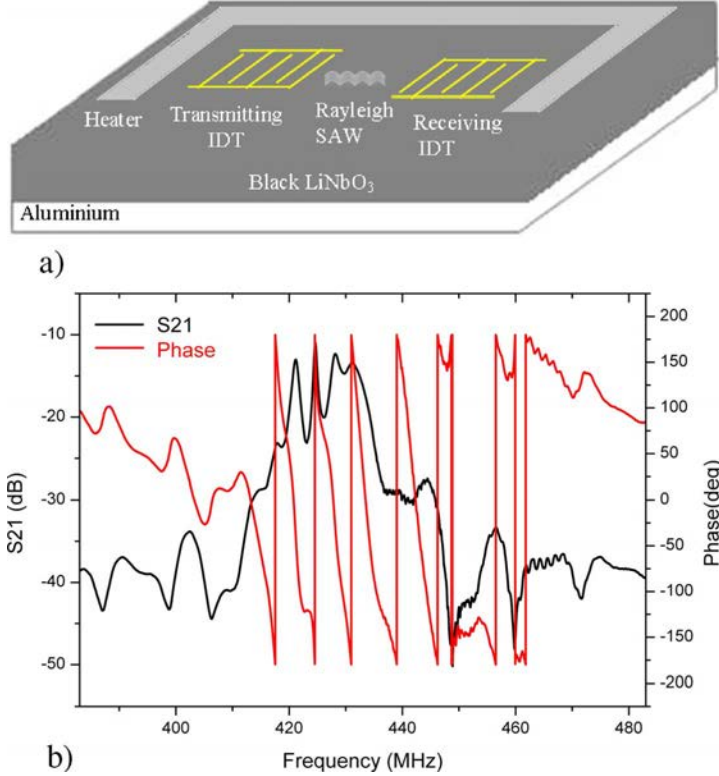 Heater
Transmitting
IDT
Rayleigh
SAW
Receiving
IDT
Black LiNbO₃
Aluminium
a)
S21
Phase
-10
-20
-30
-40
-50
S21 (dB)
200
150
100
50
0
-50
-100
-150
-200
Phase(deg)
400
420
440
460
480
Frequency (MHz)
b)